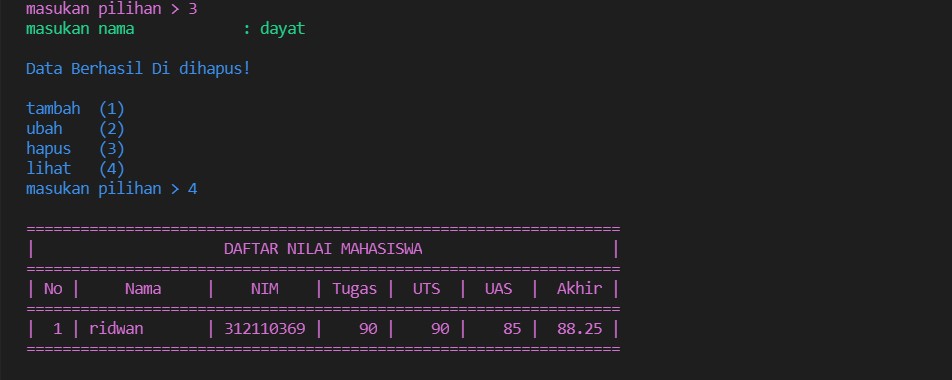 masukan pilihan > 3
masukan nama            : dayat
Data Berhasil Di dihapus!
tambah  (1)
ubah    (2)
hapus   (3)
lihat   (4)
masukan pilihan > 4
==================================================================
|                     DAFTAR NILAI MAHASISWA                     |
==================================================================
| No |     Nama     |    NIM    | Tugas |  UTS  |  UAS  |  Akhir |
==================================================================
|  1 | ridwan       | 312110369 |    90 |    90 |    85 |  88.25 |
==================================================================